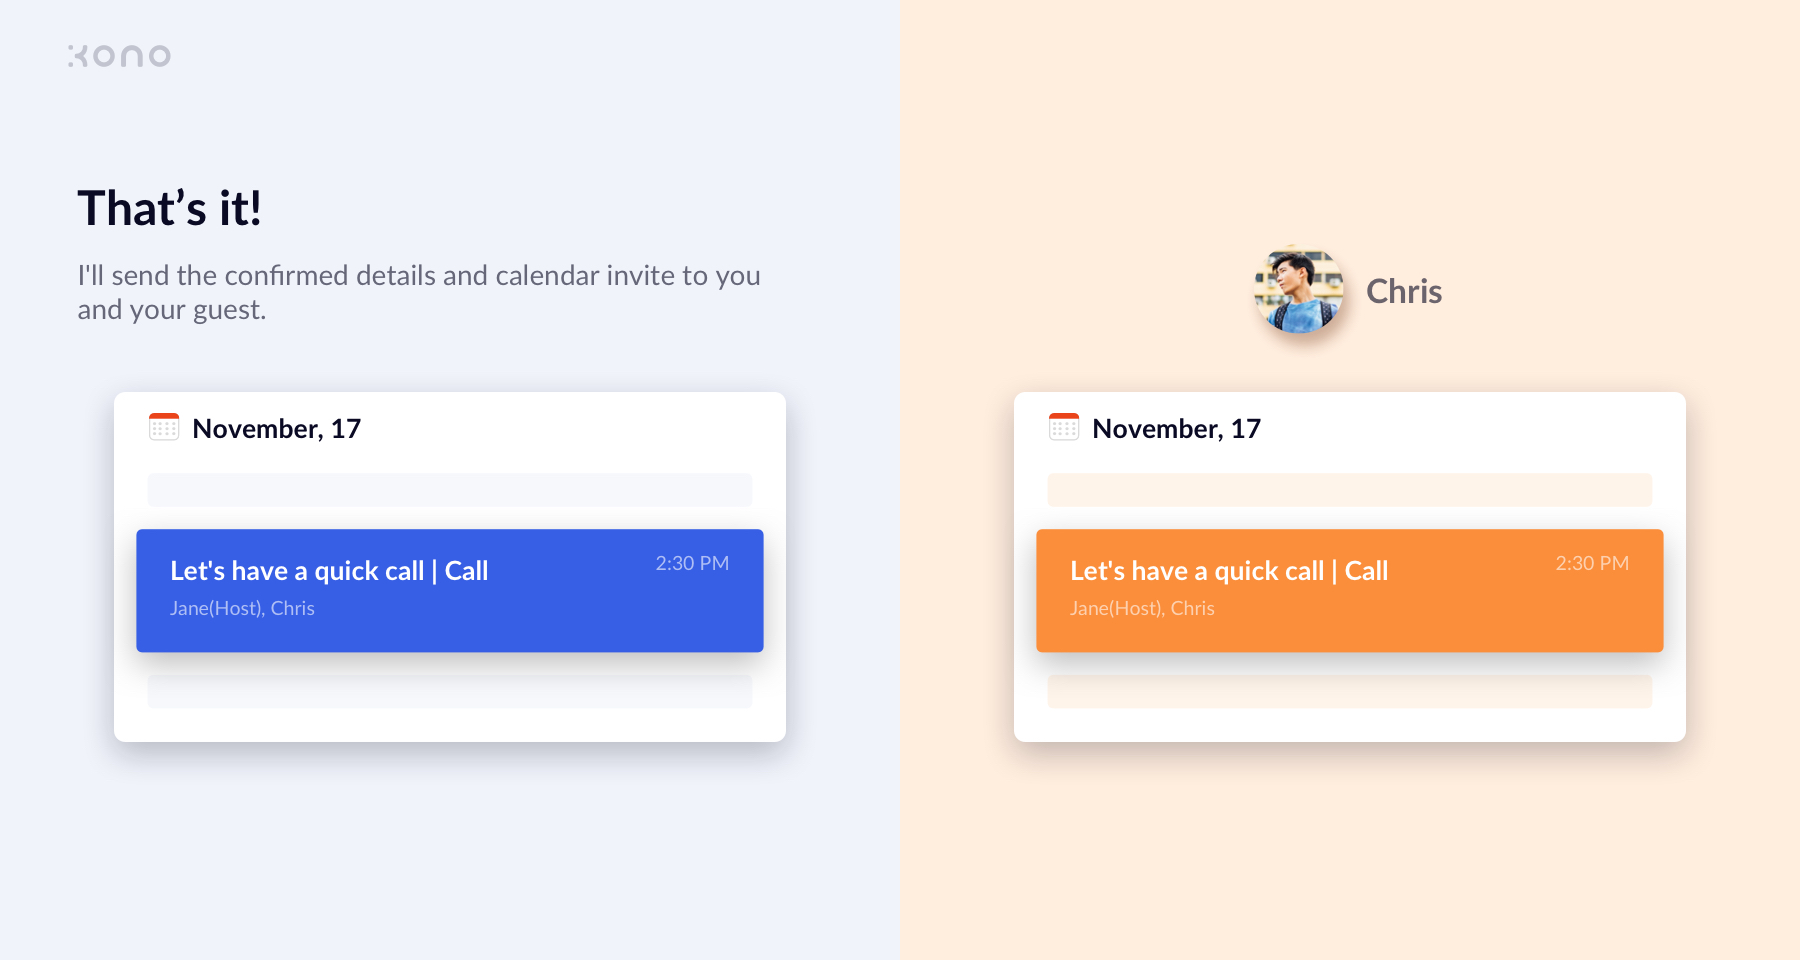 kono
That’s it!
I'll send the confirmed details and calendar invite to you
and your guest.
November, 17
Let's have a quick call | Call
2:30 PM
Jane(Host), Chris
Chris
November, 17
Let's have a quick call | Call
2:30 PM
Jane(Host), Chris